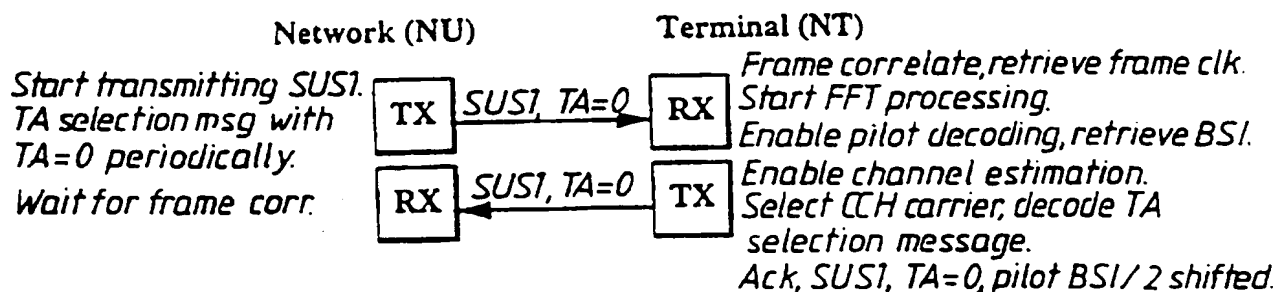 Network (NU)
Terminal (NT)
Start transmitting SUS1.
TA selection msg with
TA=0 periodically.
Wait for frame corr.
TX
SUS1, TA=0
RX
RX
SUS1, TA=0
TX
Frame correlate, retrieve frame clk.
Start FFT processing.
Enable pilot decoding, retrieve BSI.
Enable channel estimation.
Select CCH carrier, decode TA
selection message.
Ack, SUS1, TA=0, pilot BSI/2 shifted.